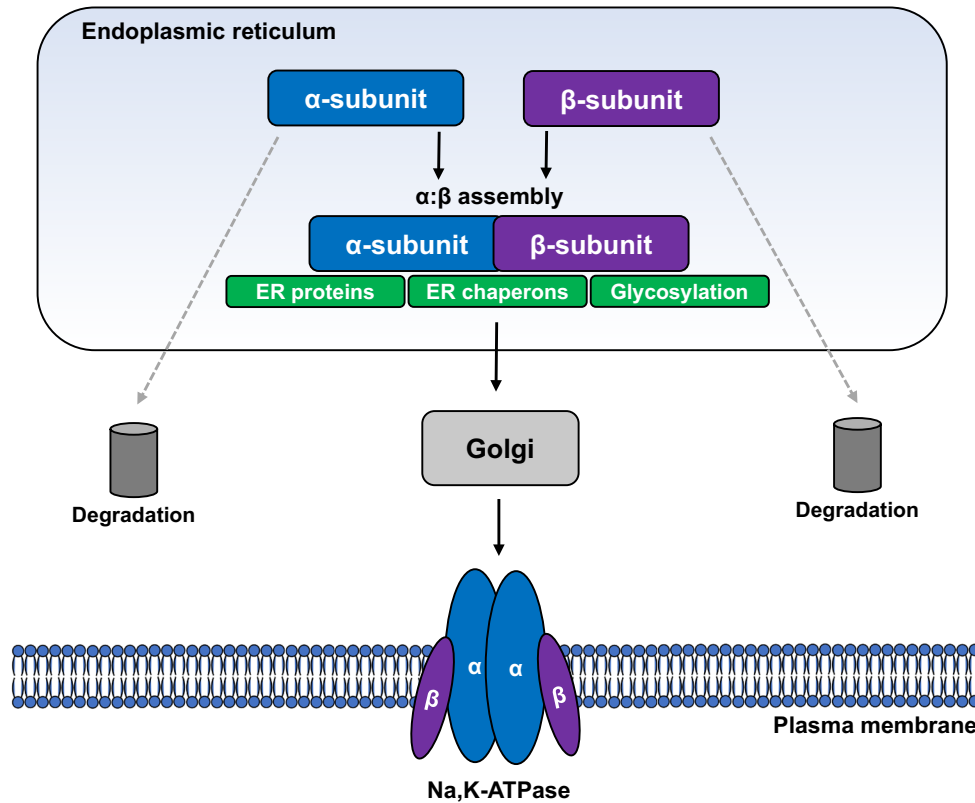 Endoplasmic reticulum
α-subunit
β-subunit
α:β assembly
α-subunit
β-subunit
ER proteins
ER chaperons
Glycosylation
Golgi
Degradation
Degradation
α
α
β
β
Plasma membrane
Na,K-ATPase